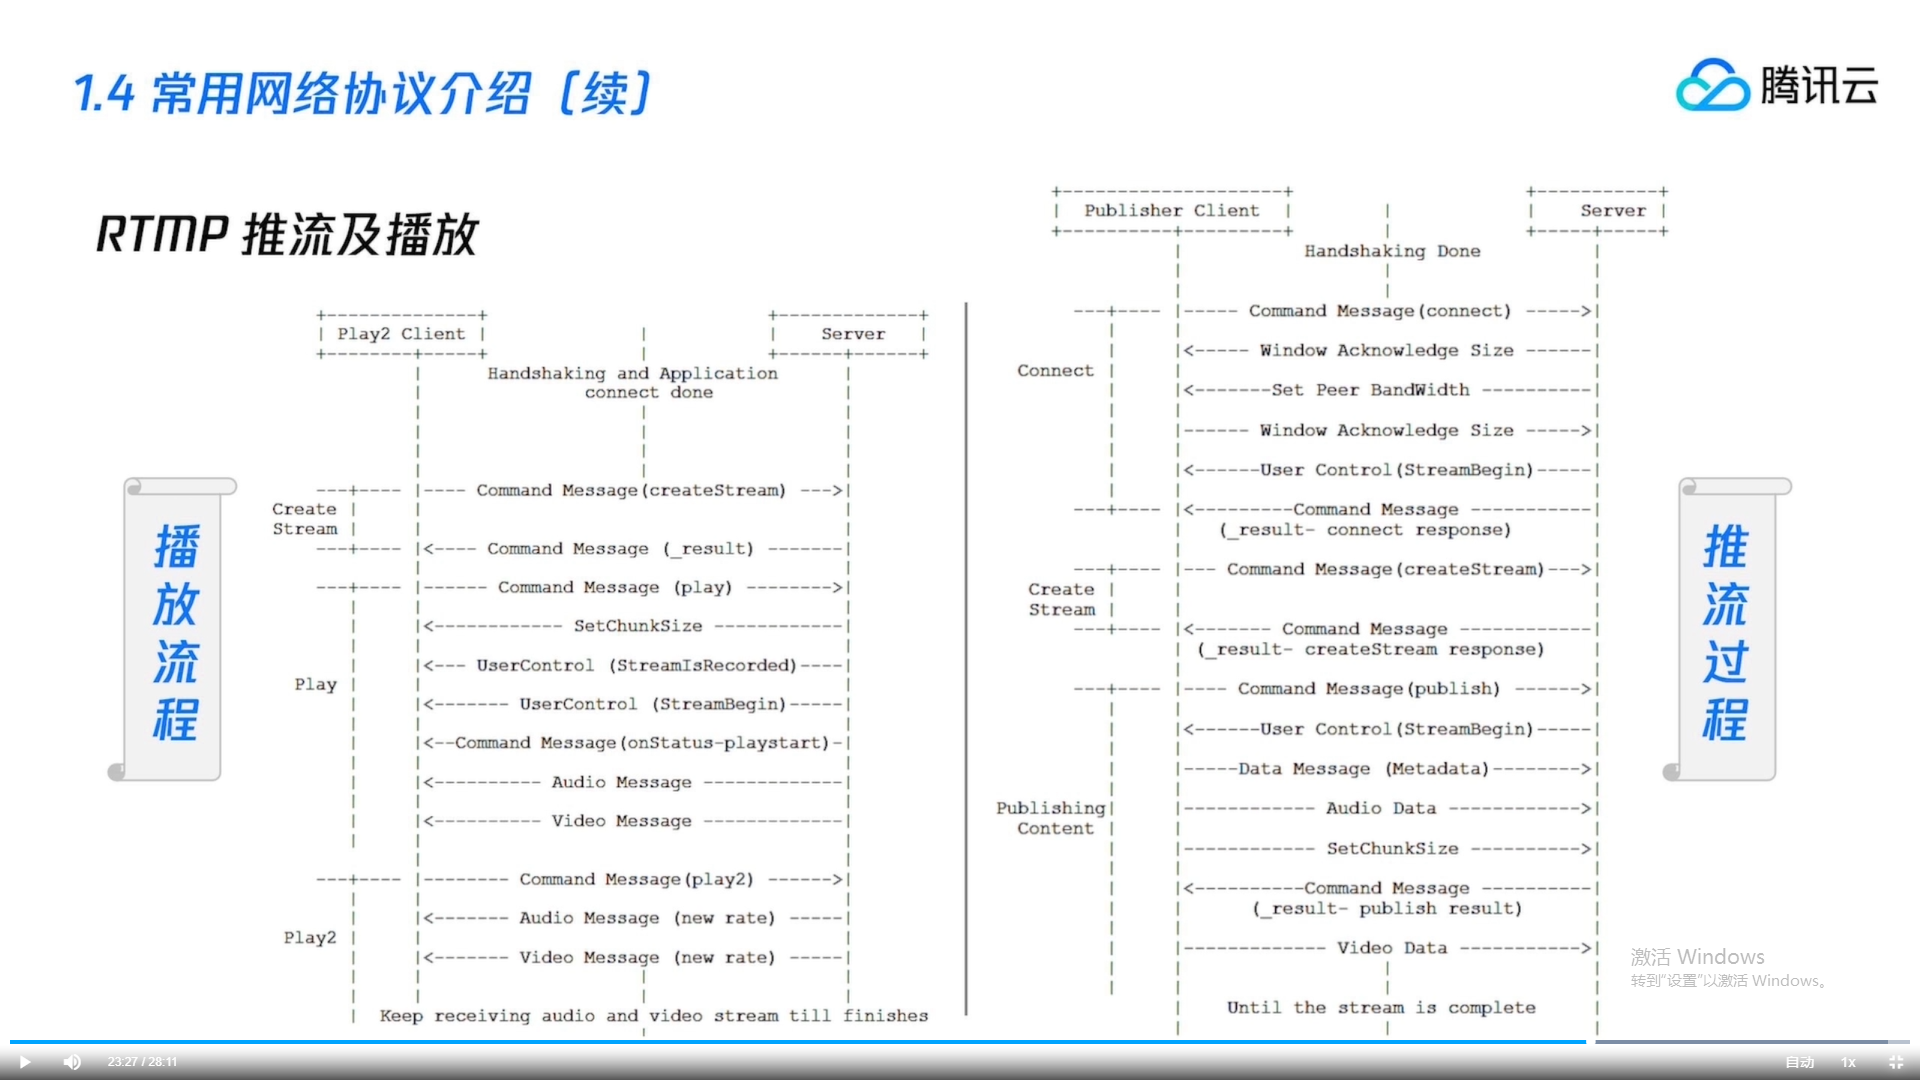 1.4 常用网络协议介绍（续）
腾讯云
RTMP 推流及播放
播放流程
Play2 Client
Server
Handshaking and Application
connect done
Command Message(createStream)
Create
Stream
Command Message (_result)
Command Message (play)
SetChunkSize
UserControl (StreamIsRecorded)
Play
UserControl (StreamBegin)
Command Message(onStatus-playstart)
Audio Message
Video Message
Command Message(play2)
Audio Message (new rate)
Play2
Video Message (new rate)
Keep receiving audio and video stream till finishes
Publisher Client
Server
Handshaking Done
Command Message(connect)
Window Acknowledge Size
Connect
Set Peer BandWidth
Window Acknowledge Size
User Control(StreamBegin)
Command Message
(_result- connect response)
Command Message(createStream)
Create
Stream
Command Message
(_result- createStream response)
Command Message(publish)
User Control(StreamBegin)
Data Message (Metadata)
Publishing
Content
Audio Data
SetChunkSize
Command Message
(_result- publish result)
Video Data
Until the stream is complete
推流过程
激活 Windows
转到“设置”以激活 Windows。
23:27 / 28:11
自动
1x